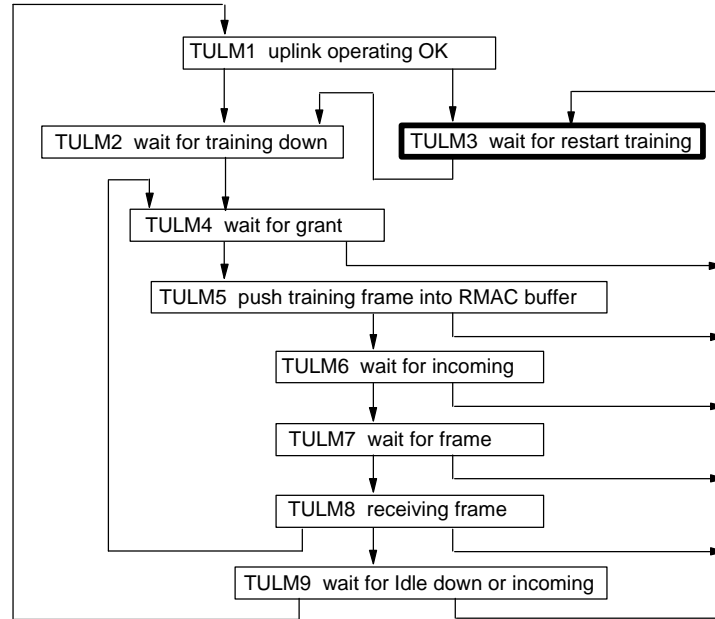 TULM1 uplink operating OK
TULM2 wait for training down
TULM3 wait for restart training
TULM4 wait for grant
TULM5 push training frame into RMAC buffer
TULM6 wait for incoming
TULM7 wait for frame
TULM8 receiving frame
TULM9 wait for Idle down or incoming